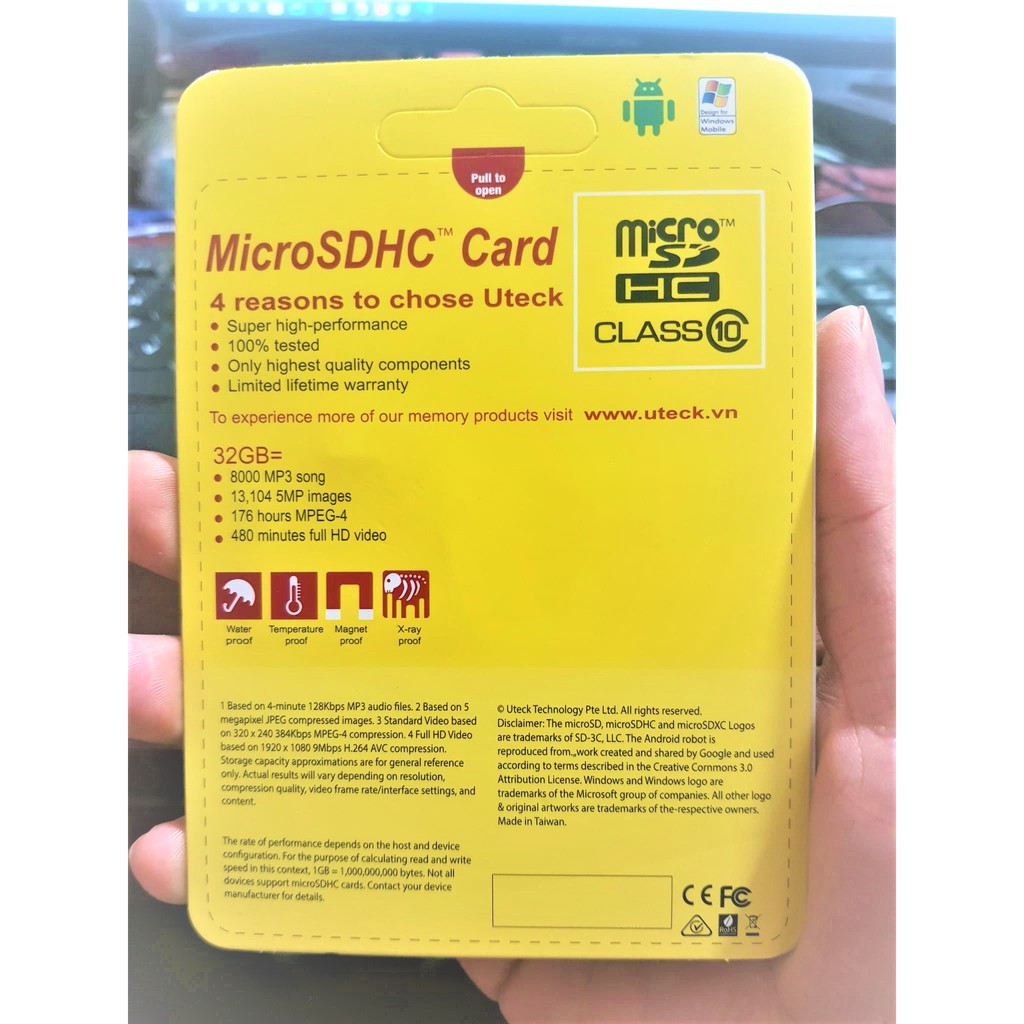 Design for
Windows
Mobile
Pull to
open
MicroSDHC™ Card
micro™
SD
HC
CLASS 10
4 reasons to chose Uteck
• Super high-performance
• 100% tested
• Only highest quality components
• Limited lifetime warranty
To experience more of our memory products visit www.uteck.vn
32GB=
• 8000 MP3 song
• 13,104 5MP images
• 176 hours MPEG-4
• 480 minutes full HD video
Water
proof
Temperature
proof
Magnet
proof
X-ray
proof
1 Based on 4-minute 128Kbps MP3 audio files. 2 Based on 5
megapixel JPEG compressed images. 3 Standard Video based
on 320 x 240 384Kbps MPEG-4 compression. 4 Full HD Video
based on 1920 x 1080 9Mbps H.264 AVC compression.
Storage capacity approximations are for general reference
only. Actual results will vary depending on resolution,
compression quality, video frame rate/interface settings, and
content.
The rate of performance depends on the host and device
configuration. For the purpose of calculating read and write
speed in this context, 1GB = 1,000,000,000 bytes. Not all
dovices support microSDHC cards. Contact your device
manufacturer for details.
© Uteck Technology Pte Ltd. All rights reserved.
Disclaimer: The microSD, microSDHC and microSDXC Logos
are trademarks of SD-3C, LLC. The Android robot is
reproduced from.,work created and shared by Google and used
according to terms described in the Creative Cornmons 3.0
Attribution License. Windows and Windows logo are
trademarks of the Microsoft group of companies. All other logo
& original artworks are trademarks of the-respective owners.
Made in Taiwan.
CE FC
RoHS